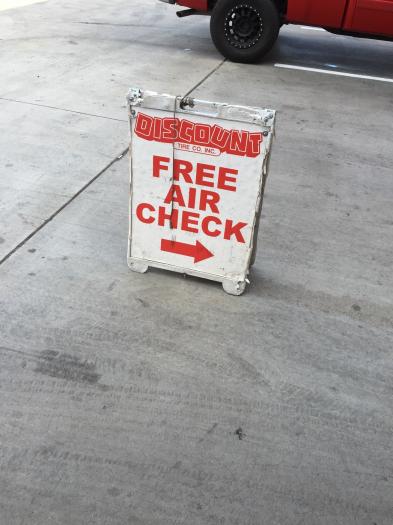 DISCOUNT
TIRE CO. INC.
FREE
AIR
CHECK